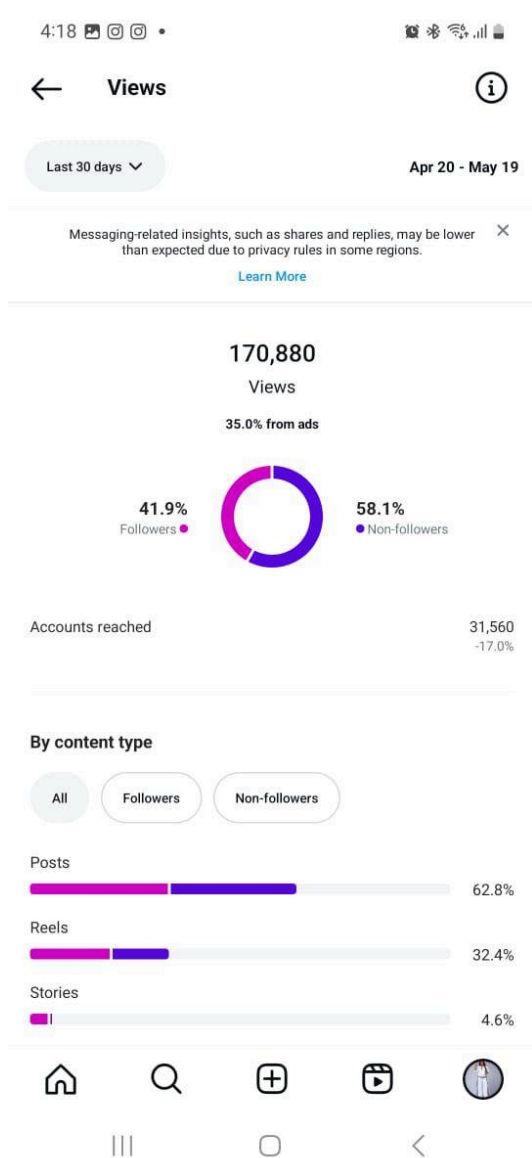 4:18
Views
Last 30 days
Apr 20 - May 19
Messaging-related insights, such as shares and replies, may be lower
than expected due to privacy rules in some regions.
Learn More
170,880
Views
35.0% from ads
41.9%
Followers
58.1%
Non-followers
Accounts reached
31,560
-17.0%
By content type
All
Followers
Non-followers
Posts
62.8%
Reels
32.4%
Stories
4.6%